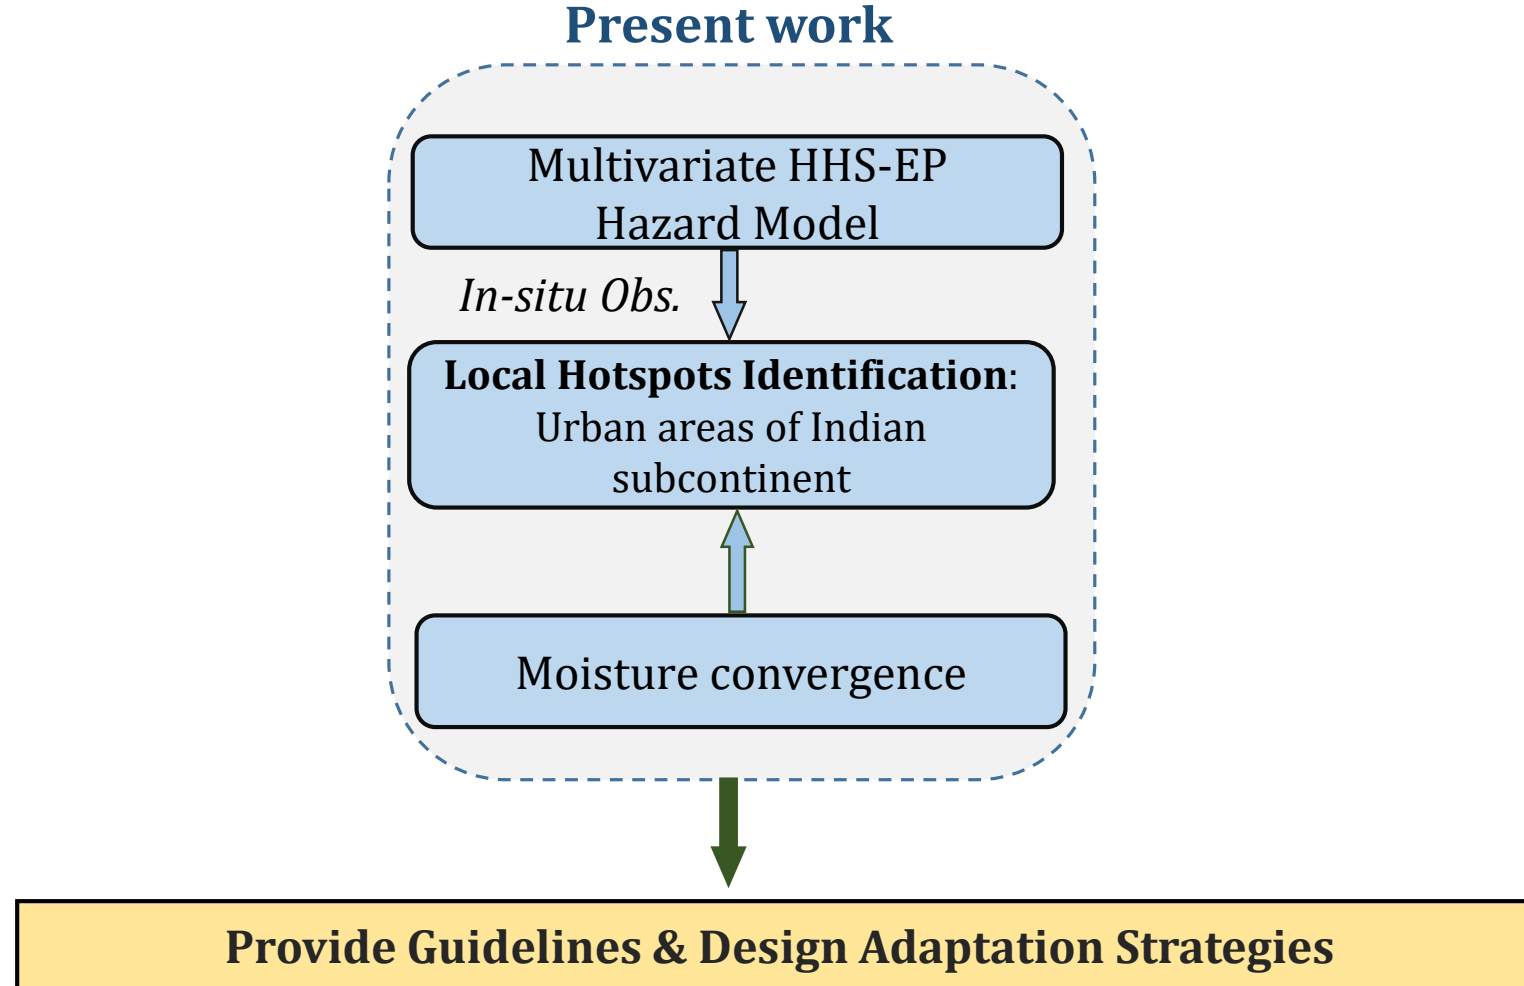 Present work
Multivariate HHS-EP
Hazard Model
In-situ Obs.
Local Hotspots Identification:
Urban areas of Indian
subcontinent
Moisture convergence
Provide Guidelines & Design Adaptation Strategies